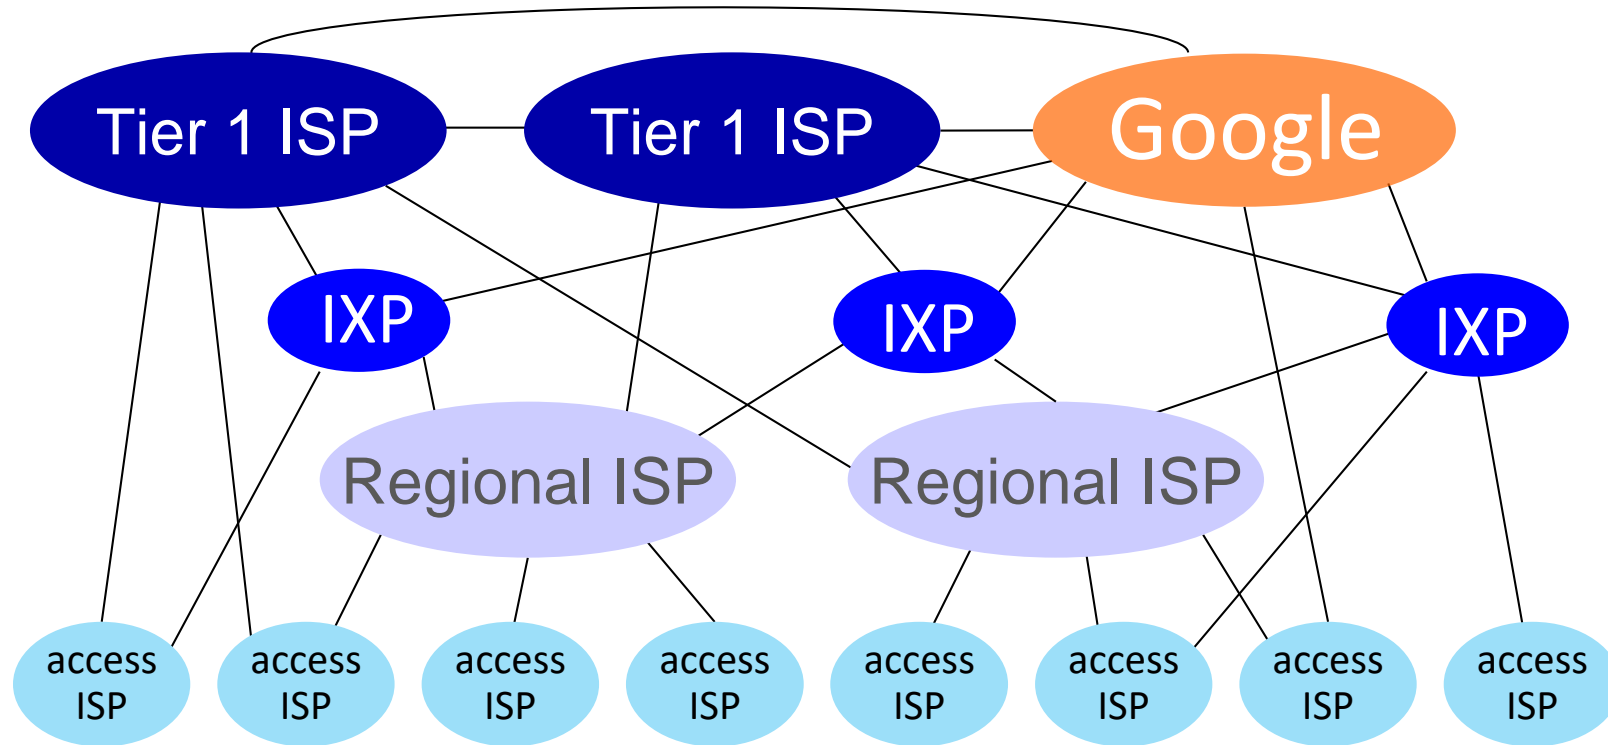 Tier 1 ISP
Tier 1 ISP
Google
IXP
IXP
IXP
Regional ISP
Regional ISP
access
ISP
access
ISP
access
ISP
access
ISP
access
ISP
access
ISP
access
ISP
access
ISP